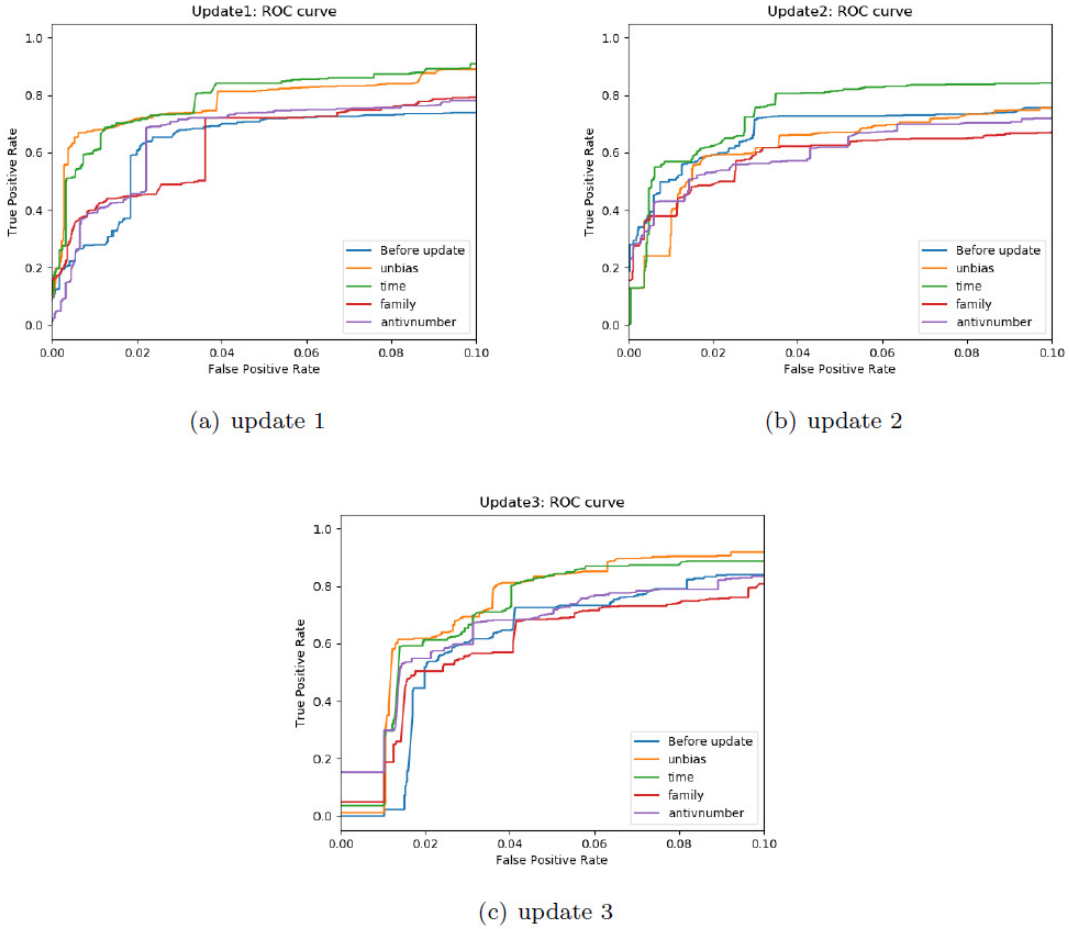 Update1: ROC curve
True Positive Rate
1.0
0.8
0.6
0.4
0.2
0.0
Before update
unbias
time
family
antivnumber
0.00 0.02 0.04 0.06 0.08 0.10
False Positive Rate
(a) update 1
Update2: ROC curve
True Positive Rate
1.0
0.8
0.6
0.4
0.2
0.0
Before update
unbias
time
family
antivnumber
0.00 0.02 0.04 0.06 0.08 0.10
False Positive Rate
(b) update 2
Update3: ROC curve
True Positive Rate
1.0
0.8
0.6
0.4
0.2
0.0
Before update
unbias
time
family
antivnumber
0.00 0.02 0.04 0.06 0.08 0.10
False Positive Rate
(c) update 3